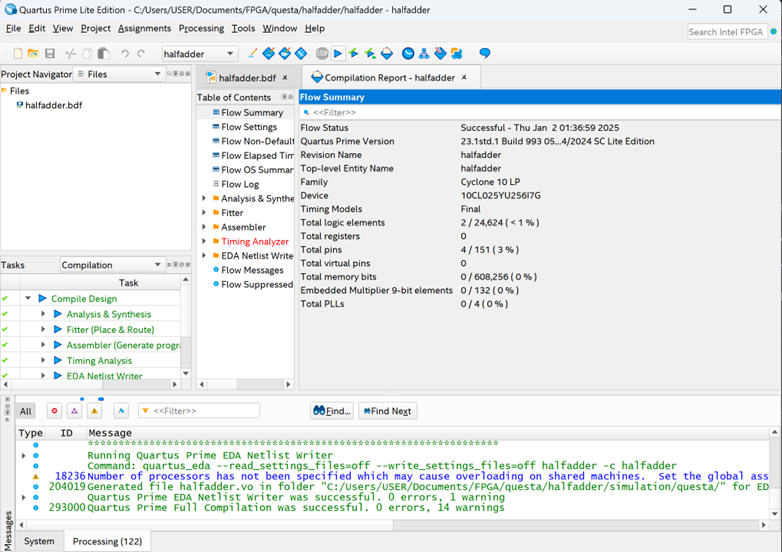 Quartus Prime Lite Edition - C:/Users/USER/Documents/FPGA/questa/halfadder/halfadder - halfadder
File Edit View Project Assignments Processing Tools Window Help
Search Intel FPGA
halfadder
Project Navigator Files
Files
halfadder.bdf
halfadder.bdf
Compilation Report - halfadder
Table of Contents
Flow Summary
Flow Settings
Flow Non-Default
Flow Elapsed Tim
Flow OS Summar
Flow Log
Analysis & Synthe
Fitter
Assembler
Timing Analyzer
EDA Netlist Write
Flow Messages
Flow Suppressed
Flow Summary
<<Filter>>
Flow Status Successful - Thu Jan 2 01:36:59 2025
Quartus Prime Version 23.1std.1 Build 993 05...4/2024 SC Lite Edition
Revision Name halfadder
Top-level Entity Name halfadder
Family Cyclone 10 LP
Device 10CL025YU256I7G
Timing Models Final
Total logic elements 2 / 24,624 ( < 1 % )
Total registers 0
Total pins 4 / 151 ( 3 % )
Total virtual pins 0
Total memory bits 0 / 608,256 ( 0 % )
Embedded Multiplier 9-bit elements 0 / 132 ( 0 % )
Total PLLs 0 / 4 ( 0 % )
Tasks Compilation
Task
Compile Design
Analysis & Synthesis
Fitter (Place & Route)
Assembler (Generate progra
Timing Analysis
EDA Netlist Writer
All <<Filter>> Find... Find Next
Type ID Message
*******************************************************************
Running Quartus Prime EDA Netlist Writer
Command: quartus_eda --read_settings_files=off --write_settings_files=off halfadder -c halfadder
18236 Number of processors has not been specified which may cause overloading on shared machines.  Set the global ass
204019 Generated file halfadder.vo in folder "C:/Users/USER/Documents/FPGA/questa/halfadder/simulation/questa/" for ED
Quartus Prime EDA Netlist Writer was successful. 0 errors, 1 warning
293000 Quartus Prime Full Compilation was successful. 0 errors, 14 warnings
Messages
System Processing (122)